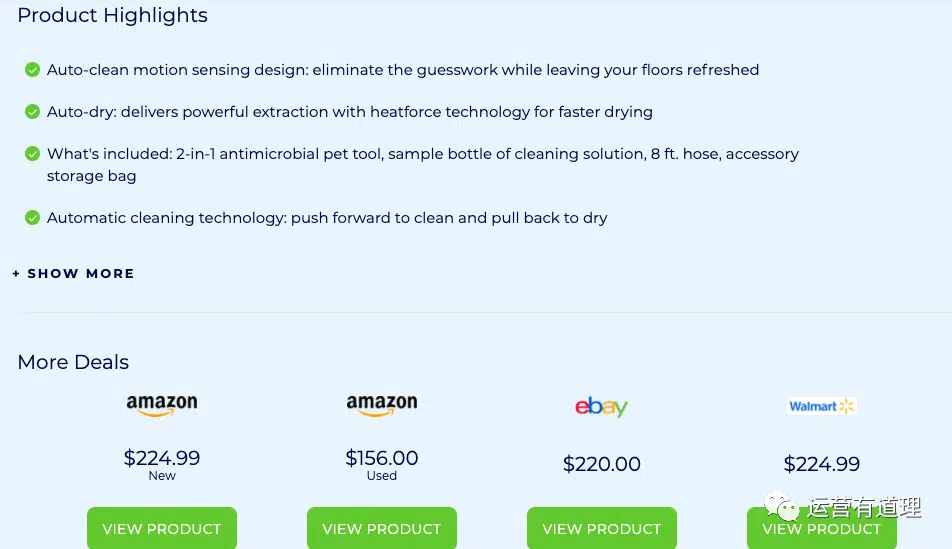 Product Highlights
Auto-clean motion sensing design: eliminate the guesswork while leaving your floors refreshed
Auto-dry: delivers powerful extraction with heatforce technology for faster drying
What's included: 2-in-1 antimicrobial pet tool, sample bottle of cleaning solution, 8 ft. hose, accessory
storage bag
Automatic cleaning technology: push forward to clean and pull back to dry
+ SHOW MORE
More Deals
amazon amazon ebay Walmart
$224.99 $156.00 $220.00 $224.99
New Used
VIEW PRODUCT VIEW PRODUCT VIEW PRODUCT VIEW PRODUCT
运营有道理